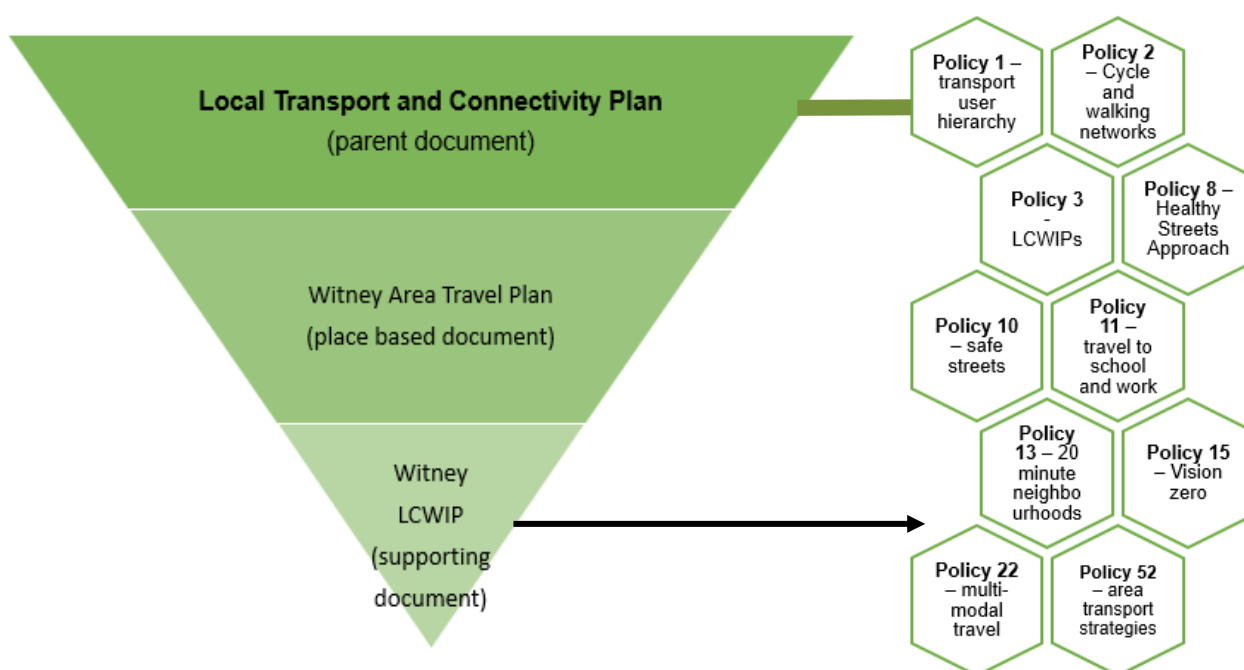 Local Transport and Connectivity Plan
(parent document)
Witney Area Travel Plan
(place based document)
Witney
LCWIP
(supporting
document)
Policy 1 –
transport
user
hierarchy
Policy 2
– Cycle
and
walking
networks
Policy 3
-
LCWIPs
Policy 8 –
Healthy
Streets
Approach
Policy 10
– safe
streets
Policy
11 –
travel to
school
and work
Policy
13 – 20
minute
neighbo
urhoods
Policy 15
– Vision
zero
Policy 22
– multi-
modal
travel
Policy 52
– area
transport
strategies